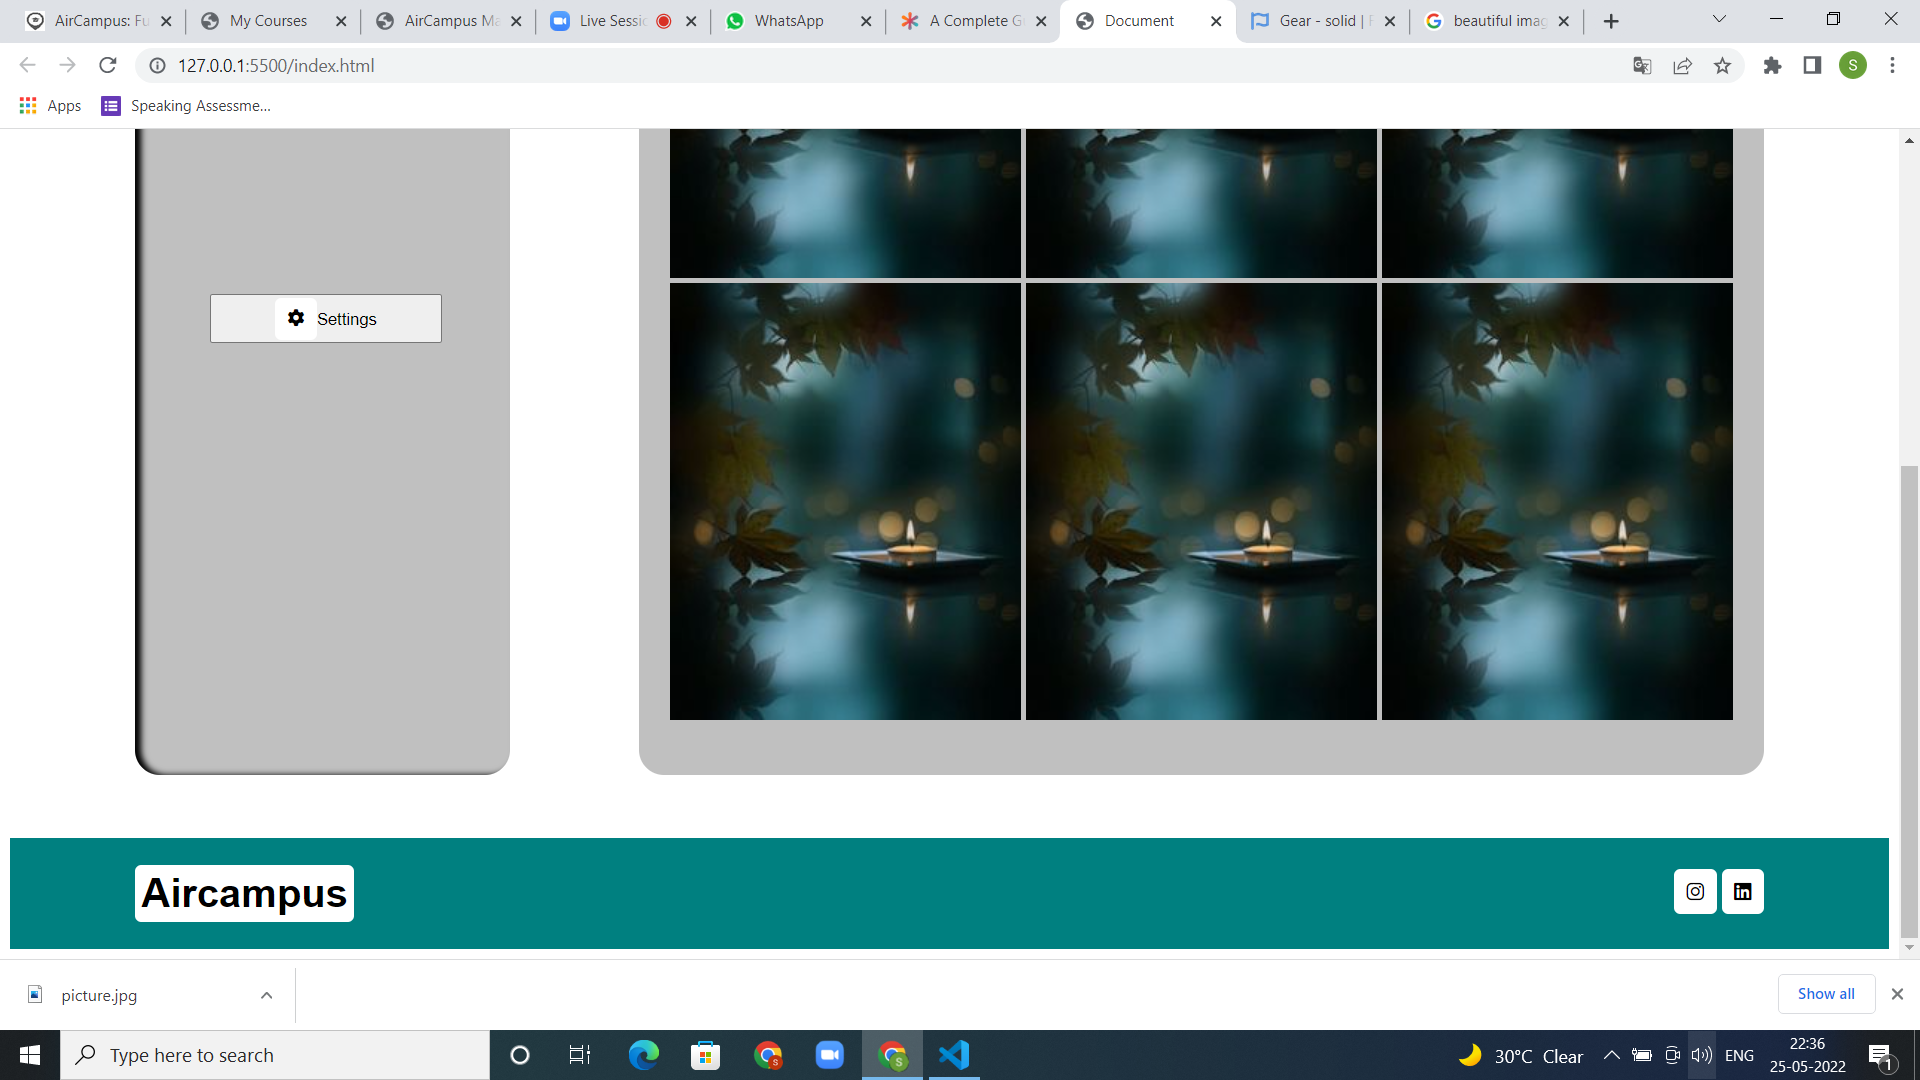 AirCampus: Fu
My Courses
AirCampus Ma
Live Sessic
WhatsApp
A Complete G
Document
Gear - solid | F
beautiful imag
127.0.0.1:5500/index.html
S
Apps
Speaking Assessme...
Settings
Aircampus
picture.jpg
Show all
Type here to search
30°C Clear
ENG
22:36
25-05-2022
1